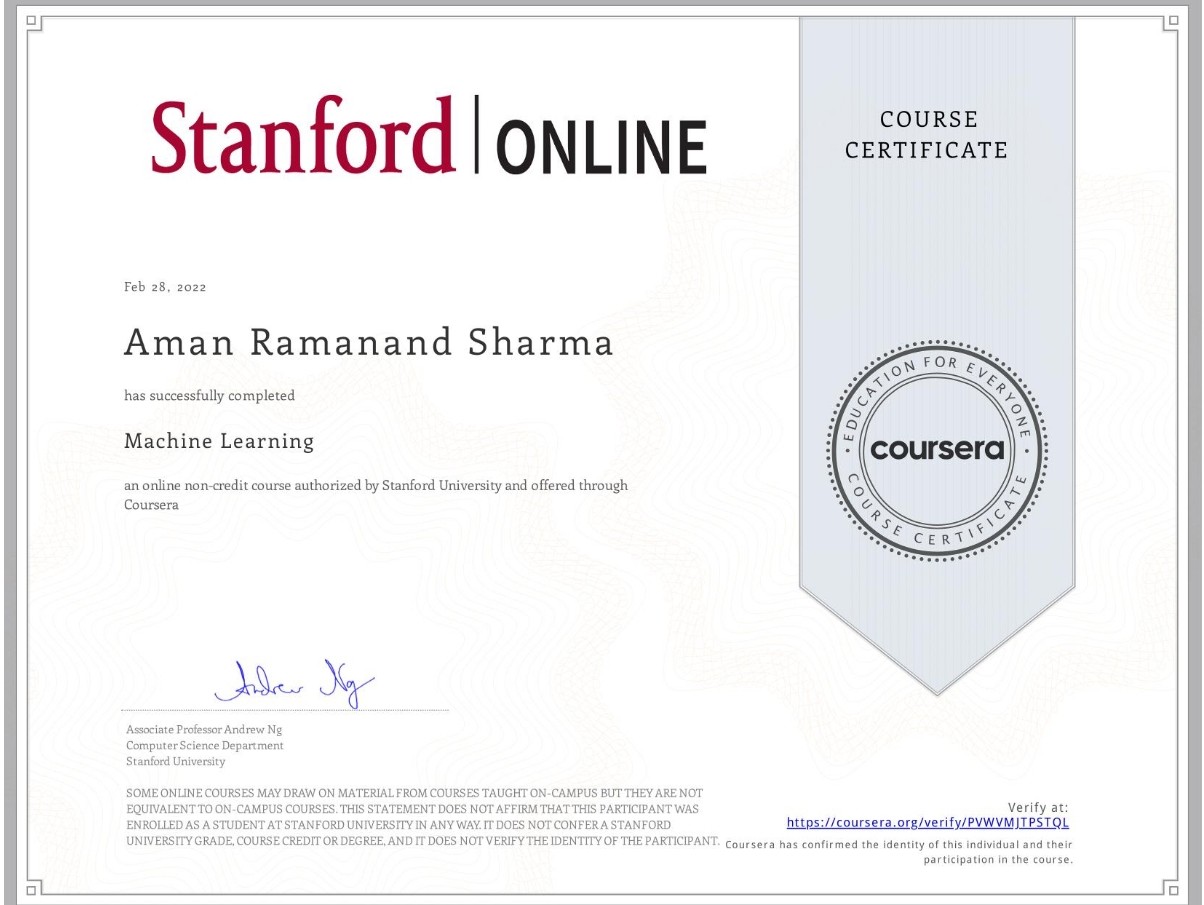 Stanford | ONLINE
COURSE
CERTIFICATE
Feb 28, 2022
Aman Ramanand Sharma
has successfully completed
Machine Learning
an online non-credit course authorized by Stanford University and offered through
Coursera
EDUCATION FOR EVERYONE
coursera
COURSE CERTIFICATE
Andrew Ng
Associate Professor Andrew Ng
Computer Science Department
Stanford University
SOME ONLINE COURSES MAY DRAW ON MATERIAL FROM COURSES TAUGHT ON-CAMPUS BUT THEY ARE NOT
EQUIVALENT TO ON-CAMPUS COURSES. THIS STATEMENT DOES NOT AFFIRM THAT THIS PARTICIPANT WAS
ENROLLED AS A STUDENT AT STANFORD UNIVERSITY IN ANY WAY. IT DOES NOT CONFER A STANFORD
UNIVERSITY GRADE, COURSE CREDIT OR DEGREE, AND IT DOES NOT VERIFY THE IDENTITY OF THE PARTICIPANT.
Verify at:
https://coursera.org/verify/PVWVMJTPSTQL
Coursera has confirmed the identity of this individual and their
participation in the course.